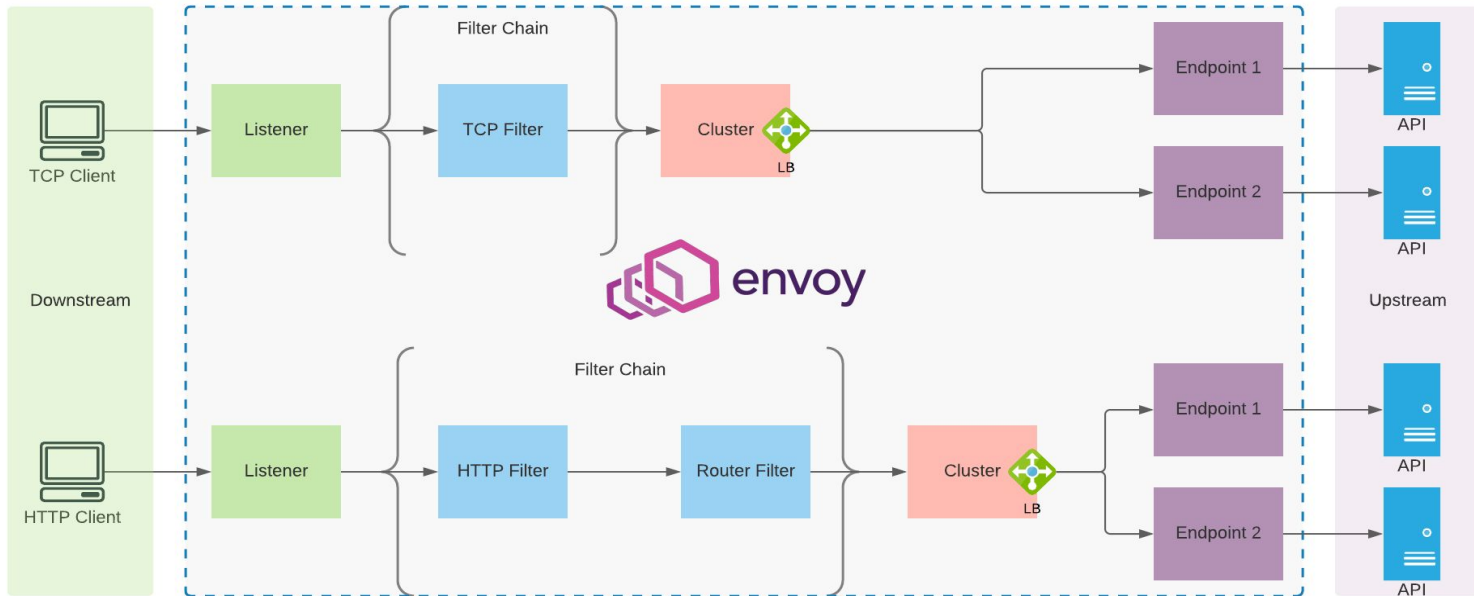 Filter Chain
TCP Client
Listener
TCP Filter
Cluster
LB
Endpoint 1
API
Endpoint 2
API
Downstream
envoy
Upstream
Filter Chain
HTTP Client
Listener
HTTP Filter
Router Filter
Cluster
LB
Endpoint 1
API
Endpoint 2
API